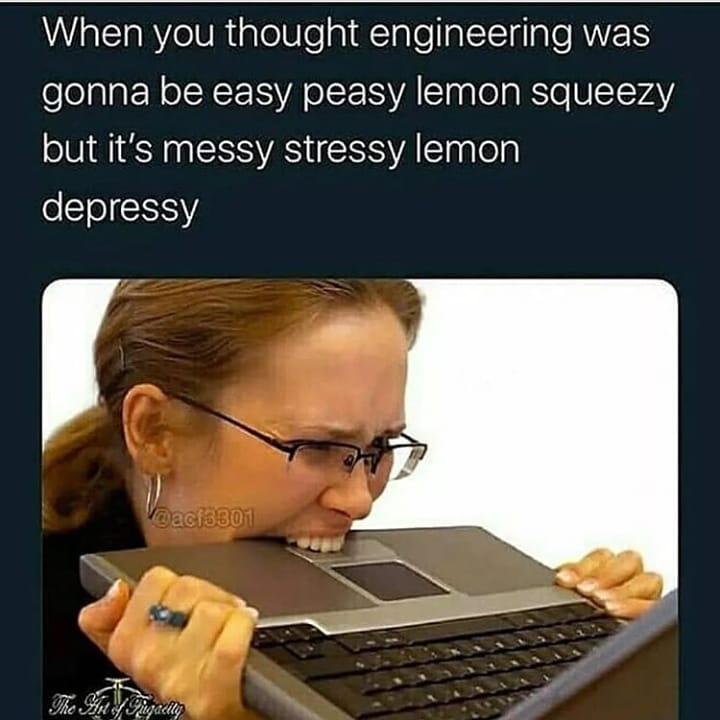 When you thought engineering was
gonna be easy peasy lemon squeezy
but it's messy stressy lemon
depressy
@acf3301
The Art of Fugacity